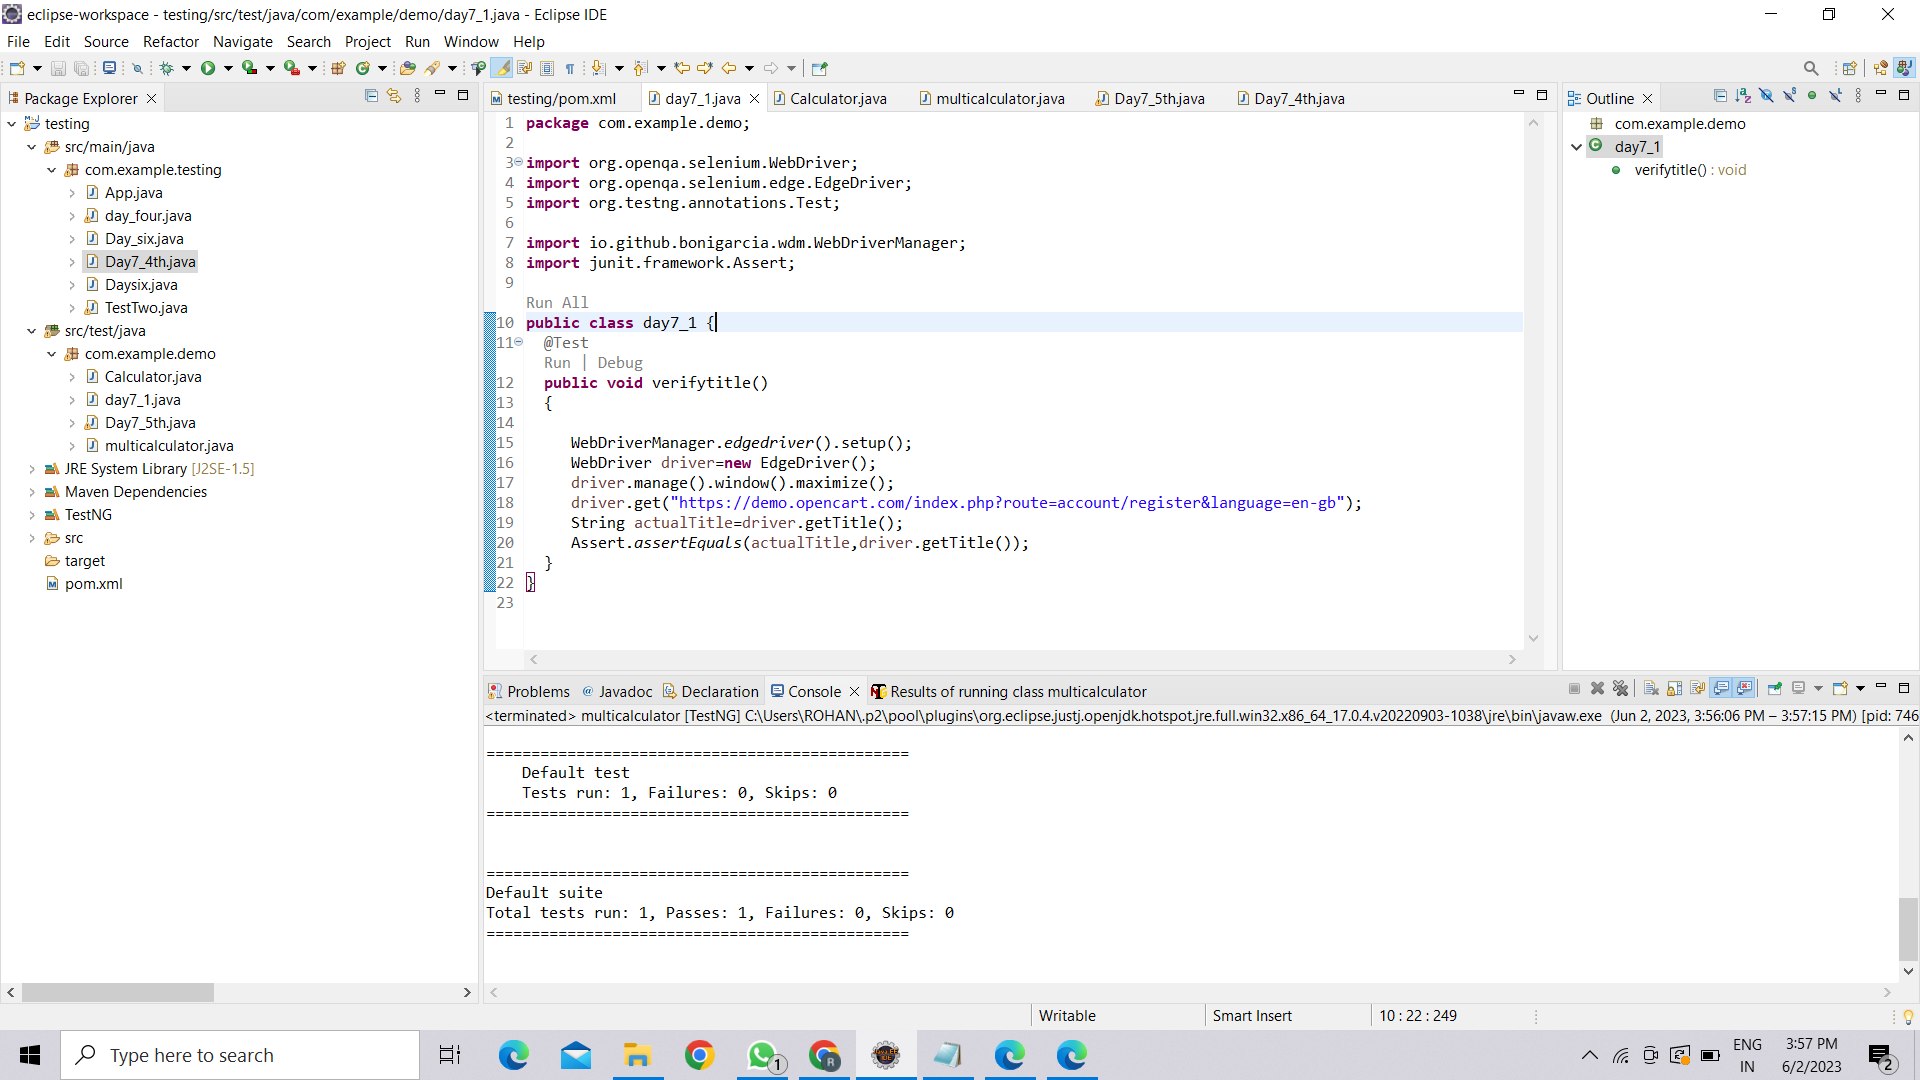 eclipse-workspace - testing/src/test/java/com/example/demo/day7_1.java - Eclipse IDE
File Edit Source Refactor Navigate Search Project Run Window Help
Package Explorer
testing
src/main/java
com.example.testing
App.java
day_four.java
Day_six.java
Day7_4th.java
Daysix.java
TestTwo.java
src/test/java
com.example.demo
Calculator.java
day7_1.java
Day7_5th.java
multicalculator.java
JRE System Library [J2SE-1.5]
Maven Dependencies
TestNG
src
target
pom.xml
testing/pom.xml day7_1.java Calculator.java multicalculator.java Day7_5th.java Day7_4th.java
1 package com.example.demo;
2
3 import org.openqa.selenium.WebDriver;
4 import org.openqa.selenium.edge.EdgeDriver;
5 import org.testng.annotations.Test;
6
7 import io.github.bonigarcia.wdm.WebDriverManager;
8 import junit.framework.Assert;
9
Run All
10 public class day7_1 {
11 @Test
Run | Debug
12 public void verifytitle()
13 {
14
15 WebDriverManager.edgedriver().setup();
16 WebDriver driver=new EdgeDriver();
17 driver.manage().window().maximize();
18 driver.get("https://demo.opencart.com/index.php?route=account/register&language=en-gb");
19 String actualTitle=driver.getTitle();
20 Assert.assertEquals(actualTitle,driver.getTitle());
21 }
22 }
23
Outline
com.example.demo
day7_1
verifytitle() : void
Problems @ Javadoc Declaration Console Results of running class multicalculator
<terminated> multicalculator [TestNG] C:\Users\ROHAN\.p2\pool\plugins\org.eclipse.justj.openjdk.hotspot.jre.full.win32.x86_64_17.0.4.v20220903-1038\jre\bin\javaw.exe (Jun 2, 2023, 3:56:06 PM – 3:57:15 PM) [pid: 746
===============================================
Default test
Tests run: 1, Failures: 0, Skips: 0
===============================================
===============================================
Default suite
Total tests run: 1, Passes: 1, Failures: 0, Skips: 0
===============================================
Writable Smart Insert 10 : 22 : 249
Type here to search
1
R
ENG
IN
3:57 PM
6/2/2023
2